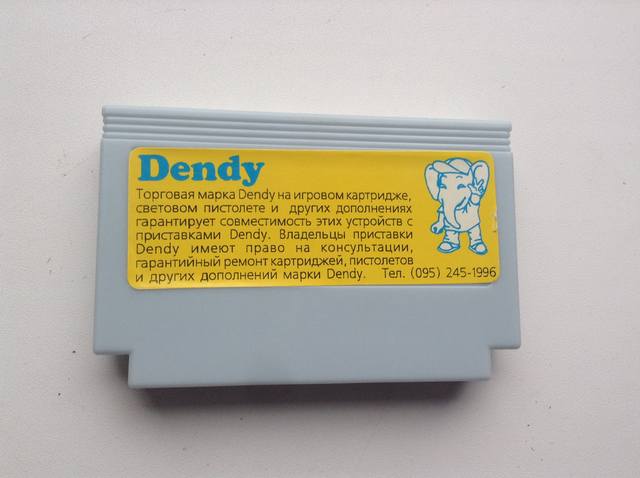 Dendy
Торговая марка Dendy на игровом картридже,
световом пистолете и других дополнениях
гарантирует совместимость этих устройств с
приставками Dendy. Владельцы приставки
Dendy имеют право на консультации,
гарантийный ремонт картриджей, пистолетов
и других дополнений марки Dendy. Тел. (095) 245-1996